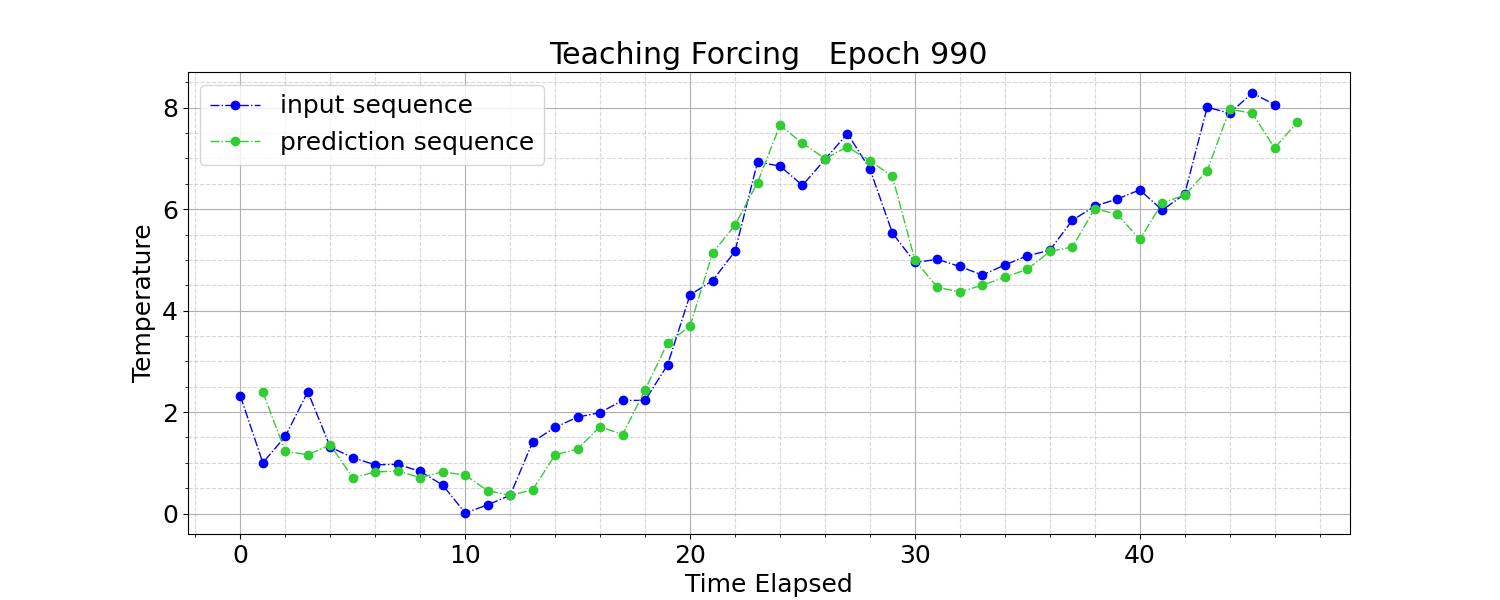 Teaching Forcing   Epoch 990
input sequence
prediction sequence
8
6
4
2
0
Temperature
0 10 20 30 40
Time Elapsed